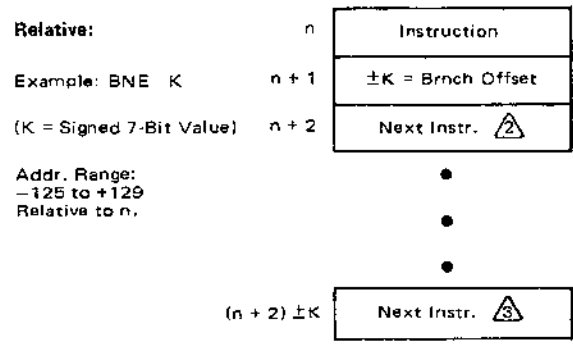 Relative:
n
Instruction
Example: BNE K
n + 1
±K = Brnch Offset
(K = Signed 7-Bit Value)
n + 2
Next Instr. 2
Addr. Range:
−125 to +129
Relative to n.
(n + 2) ±K
Next Instr. 3